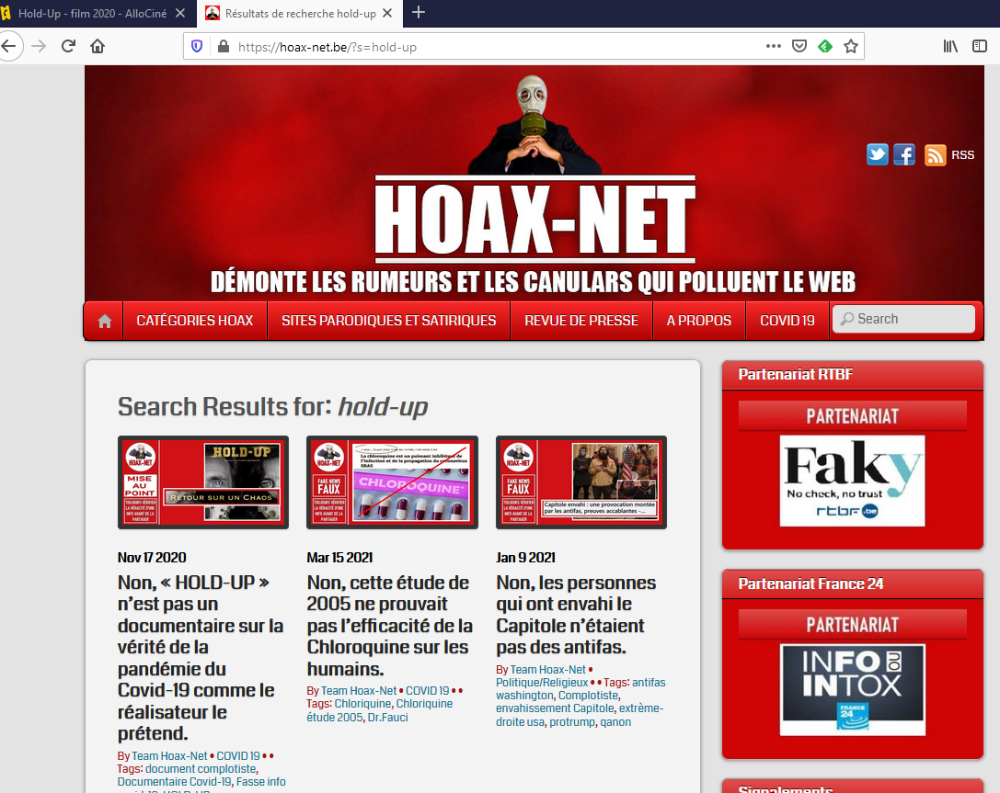 Hold-Up - film 2020 - AlloCiné
Résultats de recherche hold-up
https://hoax-net.be/?s=hold-up
RSS
HOAX-NET
DÉMONTE LES RUMEURS ET LES CANULARS QUI POLLUENT LE WEB
CATÉGORIES HOAX
SITES PARODIQUES ET SATIRIQUES
REVUE DE PRESSE
A PROPOS
COVID 19
Search
Search Results for: hold-up
HOAX-NET
MISE
AU
POINT
TOUJOURS VÉRIFIER
LA VÉRACITÉ D'UNE
INFO AVANT DE LA
PARTAGER
HOLD-UP
RETOUR SUR UN CHAOS
Nov 17 2020
Non, « HOLD-UP »
n'est pas un
documentaire sur la
vérité de la
pandémie du
Covid-19 comme le
réalisateur le
prétend.
By Team Hoax-Net • COVID 19 • •
Tags: document complotiste,
Documentaire Covid-19, Fasse info
HOAX-NET
FAKE NEWS
FAUX
TOUJOURS VÉRIFIER
LA VÉRACITÉ D'UNE
INFO AVANT DE LA
PARTAGER
La chloroquine est un puissant inhibiteur de
l'infection et de la propagation du coronavirus
SRAS
CHLOROQUINE
Mar 15 2021
Non, cette étude de
2005 ne prouvait
pas l'efficacité de la
Chloroquine sur les
humains.
By Team Hoax-Net • COVID 19 • •
Tags: Chloriquine, Chloriquine
étude 2005, Dr.Fauci
HOAX-NET
FAKE NEWS
FAUX
TOUJOURS VÉRIFIER
LA VÉRACITÉ D'UNE
INFO AVANT DE LA
PARTAGER
Capitole envahi : une provocation montée
par les antifas, preuves accablantes -...
Jan 9 2021
Non, les personnes
qui ont envahi le
Capitole n'étaient
pas des antifas.
By Team Hoax-Net •
Politique/Religieux • • Tags: antifas
washington, Complotiste,
envahissement Capitole, extrème-
droite usa, protrump, qanon
Partenariat RTBF
PARTENARIAT
Faky
No check, no trust
rtbf.be
Partenariat France 24
PARTENARIAT
INFO OU
INTOX
FRANCE
24
Signalements